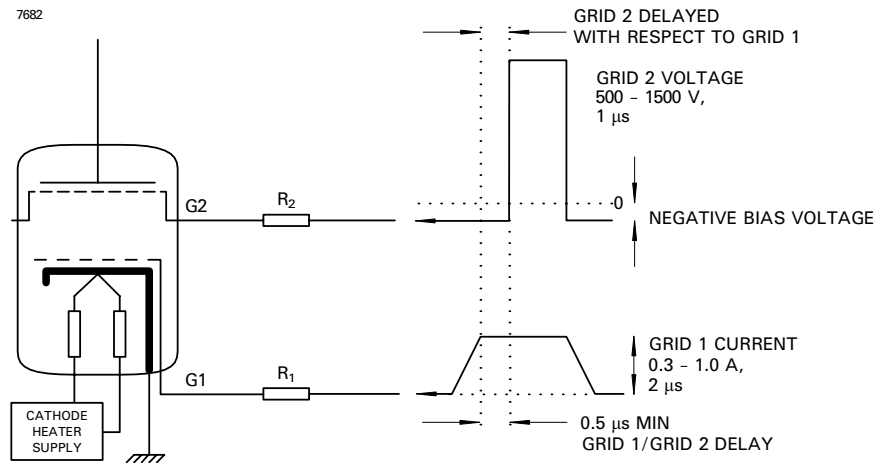 7682
GRID 2 DELAYED
WITH RESPECT TO GRID 1
GRID 2 VOLTAGE
500 – 1500 V,
1 μs
0
NEGATIVE BIAS VOLTAGE
G2
R2
GRID 1 CURRENT
0.3 – 1.0 A,
2 μs
G1
R1
0.5 μs MIN
GRID 1/GRID 2 DELAY
CATHODE
HEATER
SUPPLY